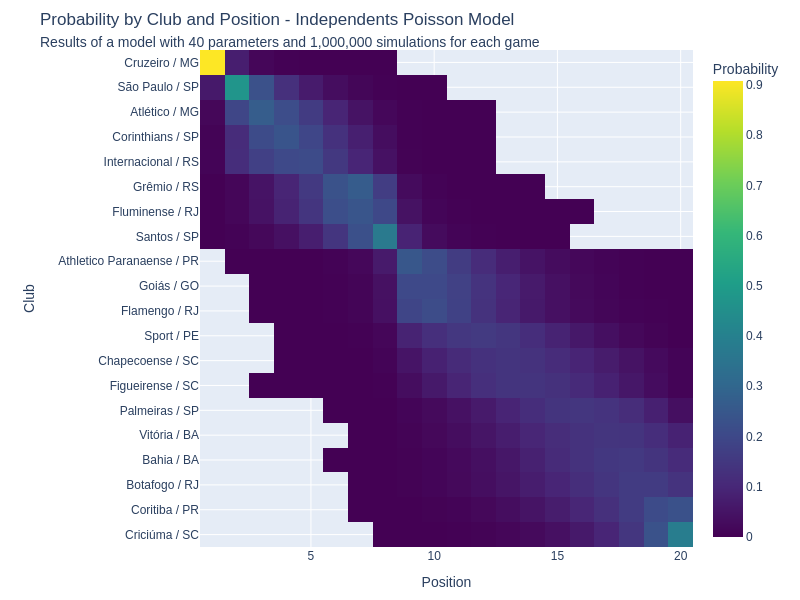 Probability by Club and Position - Independents Poisson Model
Results of a model with 40 parameters and 1,000,000 simulations for each game
Probability
Cruzeiro / MG
São Paulo / SP
Atlético / MG
Corinthians / SP
Internacional / RS
Grêmio / RS
Fluminense / RJ
Santos / SP
Athletico Paranaense / PR
Goiás / GO
Flamengo / RJ
Sport / PE
Chapecoense / SC
Figueirense / SC
Palmeiras / SP
Vitória / BA
Bahia / BA
Botafogo / RJ
Coritiba / PR
Criciúma / SC
Club
5 10 15 20
Position
0.9
0.8
0.7
0.6
0.5
0.4
0.3
0.2
0.1
0